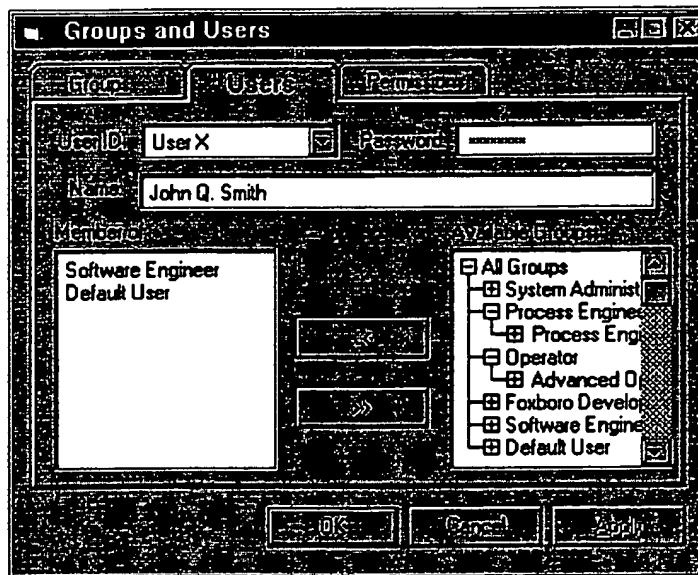 Groups and Users
Groups Users Permissions
User ID: User X Password: ********
Name: John Q. Smith
Member of Available Groups
Software Engineer
Default User
All Groups
System Administ
Process Enginee
Process Engi
Operator
Advanced Op
Foxboro Develo
Software Engine
Default User
<<
>>
OK Cancel Apply